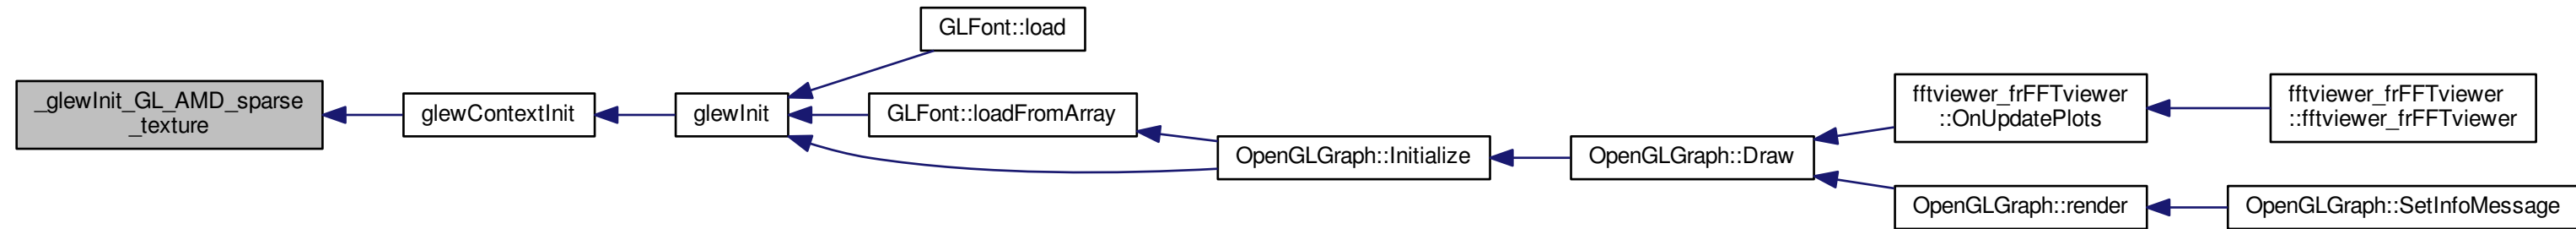 _glewInit_GL_AMD_sparse
_texture
glewContextInit
glewInit
GLFont::load
GLFont::loadFromArray
OpenGLGraph::Initialize
OpenGLGraph::Draw
fftviewer_frFFTviewer
::OnUpdatePlots
fftviewer_frFFTviewer
::fftviewer_frFFTviewer
OpenGLGraph::render
OpenGLGraph::SetInfoMessage